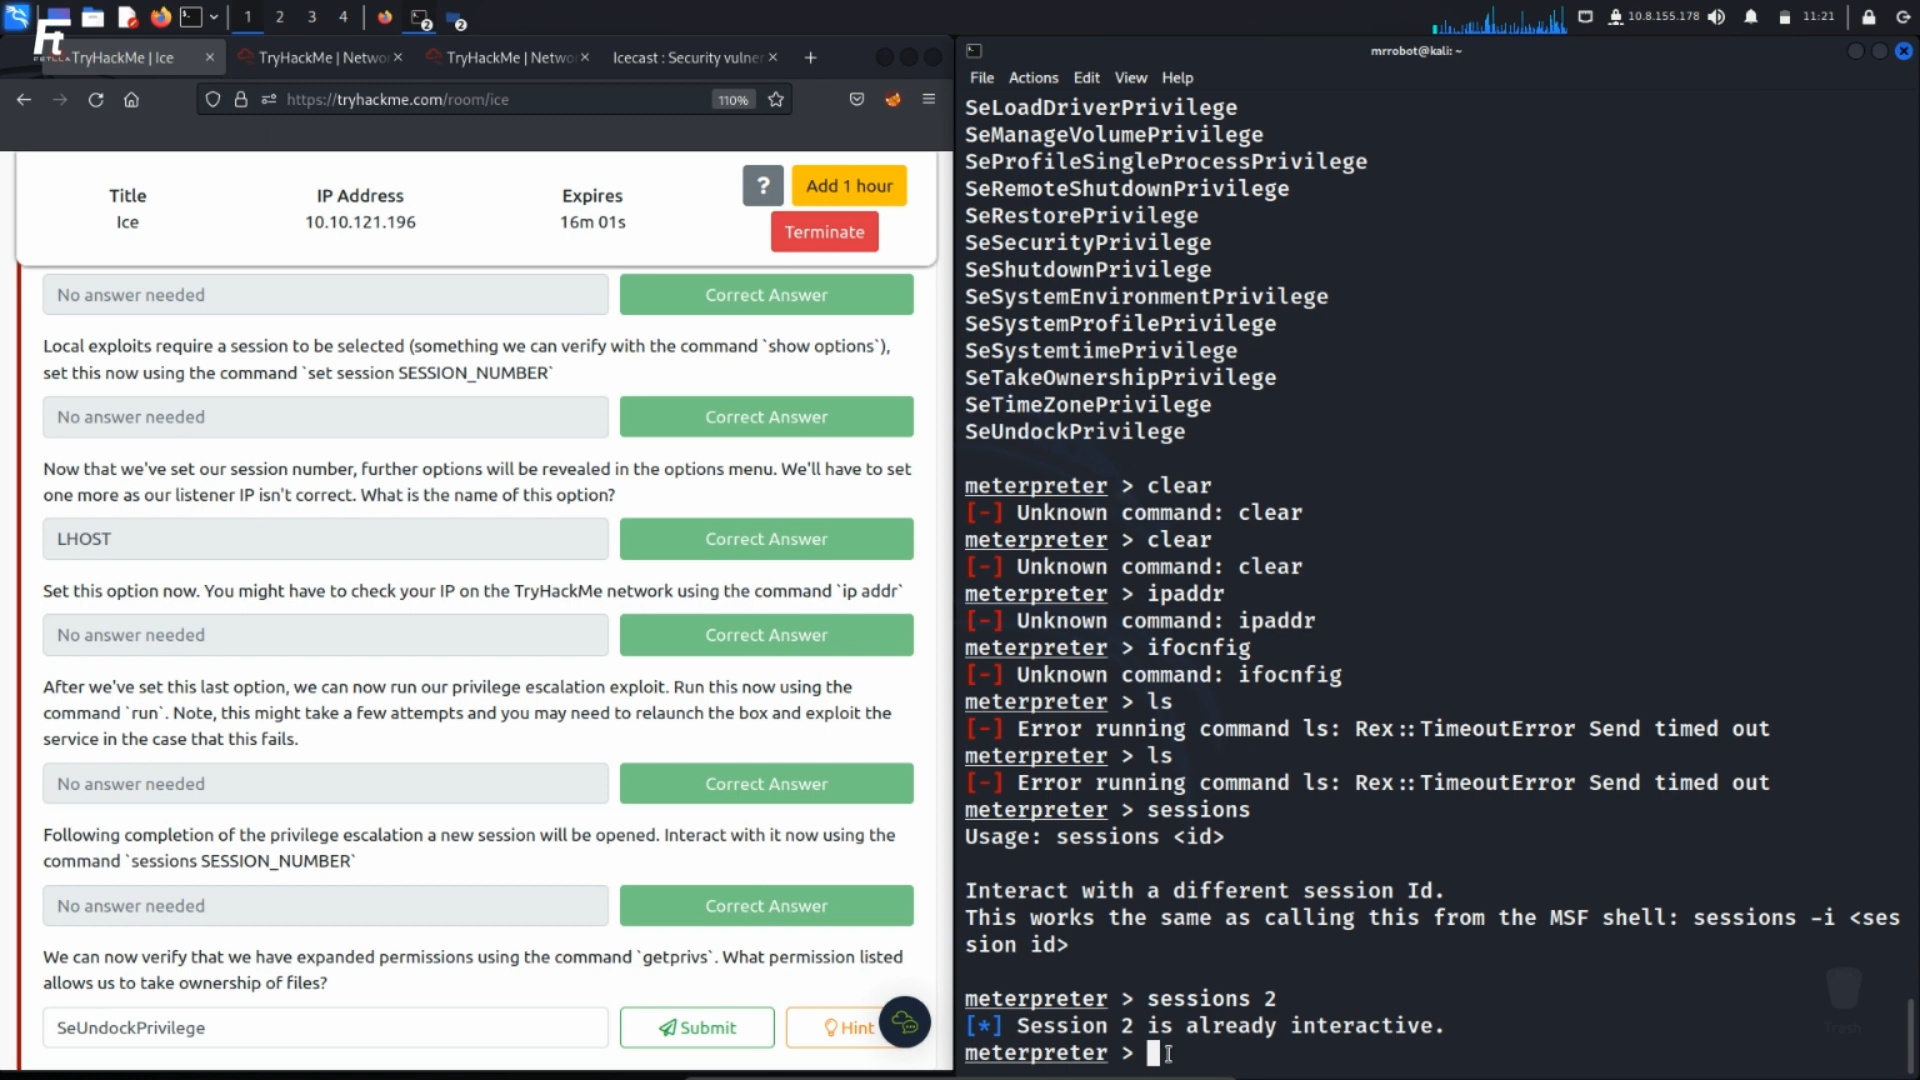 1 2 3 4
2
2
10.8.155.178
11:21
Ft
FETLLA
TryHackMe | Ice
TryHackMe | Networ
TryHackMe | Netwo
Icecast : Security vulner
https://tryhackme.com/room/ice
110%
Title
Ice
IP Address
10.10.121.196
Expires
16m 01s
?
Add 1 hour
Terminate
No answer needed
Correct Answer
Local exploits require a session to be selected (something we can verify with the command `show options`),
set this now using the command `set session SESSION_NUMBER`
No answer needed
Correct Answer
Now that we've set our session number, further options will be revealed in the options menu. We'll have to set
one more as our listener IP isn't correct. What is the name of this option?
LHOST
Correct Answer
Set this option now. You might have to check your IP on the TryHackMe network using the command `ip addr`
No answer needed
Correct Answer
After we've set this last option, we can now run our privilege escalation exploit. Run this now using the
command `run`. Note, this might take a few attempts and you may need to relaunch the box and exploit the
service in the case that this fails.
No answer needed
Correct Answer
Following completion of the privilege escalation a new session will be opened. Interact with it now using the
command `sessions SESSION_NUMBER`
No answer needed
Correct Answer
We can now verify that we have expanded permissions using the command `getprivs`. What permission listed
allows us to take ownership of files?
SeUndockPrivilege
Submit
Hint
mrrobot@kali: ~
File Actions Edit View Help
SeLoadDriverPrivilege
SeManageVolumePrivilege
SeProfileSingleProcessPrivilege
SeRemoteShutdownPrivilege
SeRestorePrivilege
SeSecurityPrivilege
SeShutdownPrivilege
SeSystemEnvironmentPrivilege
SeSystemProfilePrivilege
SeSystemtimePrivilege
SeTakeOwnershipPrivilege
SeTimeZonePrivilege
SeUndockPrivilege
meterpreter > clear
[-] Unknown command: clear
meterpreter > clear
[-] Unknown command: clear
meterpreter > ipaddr
[-] Unknown command: ipaddr
meterpreter > ifocnfig
[-] Unknown command: ifocnfig
meterpreter > ls
[-] Error running command ls: Rex::TimeoutError Send timed out
meterpreter > ls
[-] Error running command ls: Rex::TimeoutError Send timed out
meterpreter > sessions
Usage: sessions <id>
Interact with a different session Id.
This works the same as calling this from the MSF shell: sessions -i <ses
sion id>
meterpreter > sessions 2
[*] Session 2 is already interactive.
meterpreter >
Trash